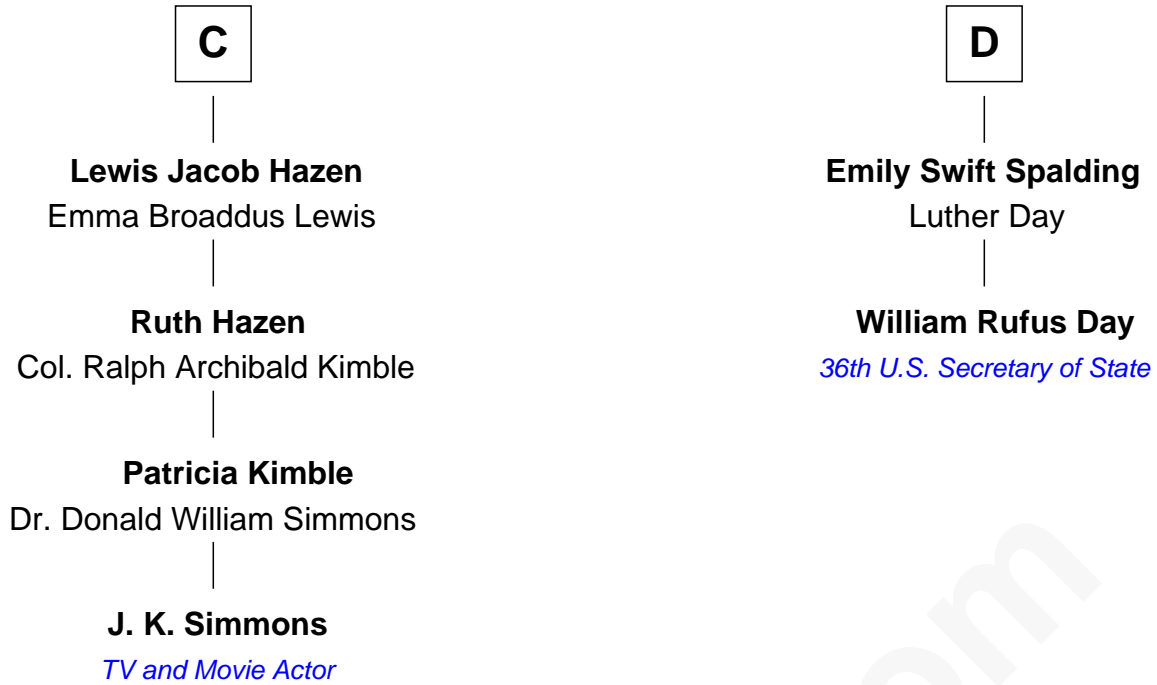 C
Lewis Jacob Hazen
Emma Broaddus Lewis
Ruth Hazen
Col. Ralph Archibald Kimble
Patricia Kimble
Dr. Donald William Simmons
J. K. Simmons
TV and Movie Actor
D
Emily Swift Spalding
Luther Day
William Rufus Day
36th U.S. Secretary of State
om